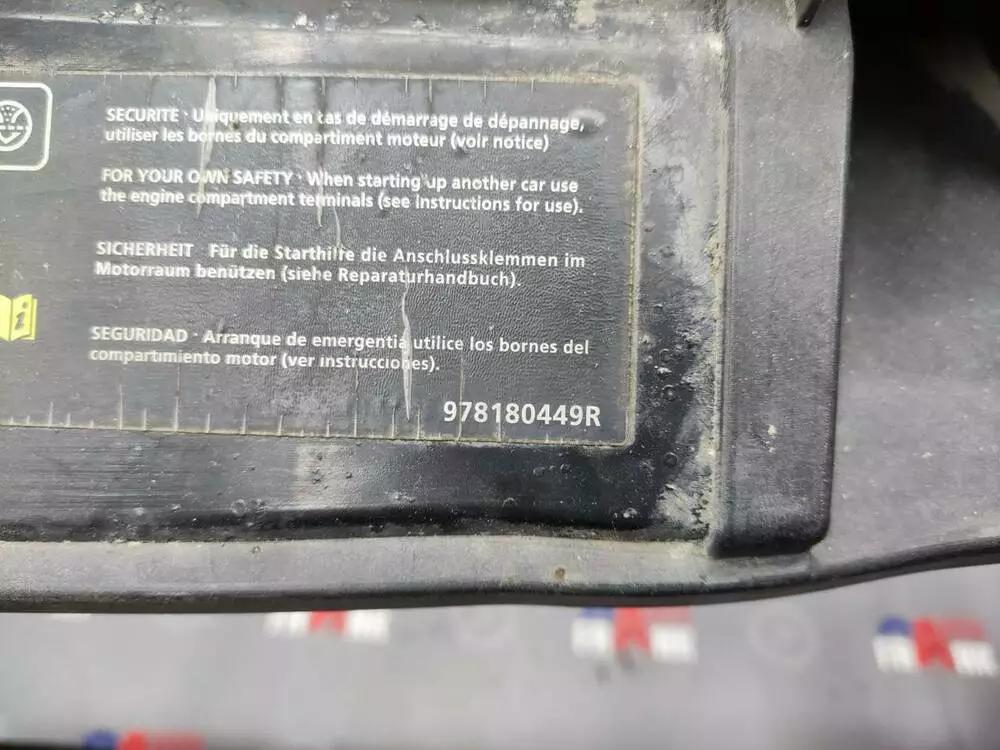 SECURITE · Uniquement en cas de démarrage de dépannage,
utiliser les bornes du compartiment moteur (voir notice)
FOR YOUR OWN SAFETY · When starting up another car use
the engine compartment terminals (see instructions for use).
SICHERHEIT · Für die Starthilfe die Anschlussklemmen im
Motorraum benützen (siehe Reparaturhandbuch).
SEGURIDAD · Arranque de emergentia utilice los bornes del
compartimiento motor (ver instrucciones).
978180449R